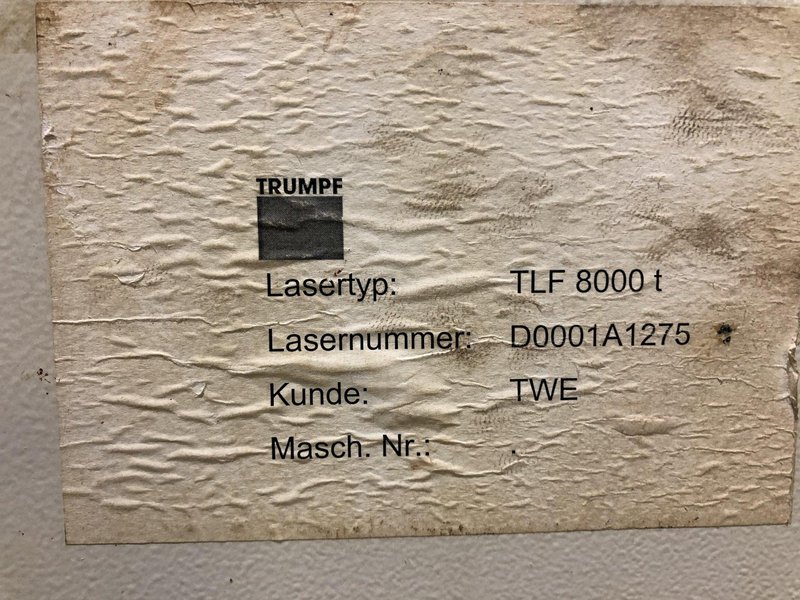 TRUMPF
Lasertyp: TLF 8000 t
Lasernummer: D0001A1275
Kunde: TWE
Masch. Nr.: .